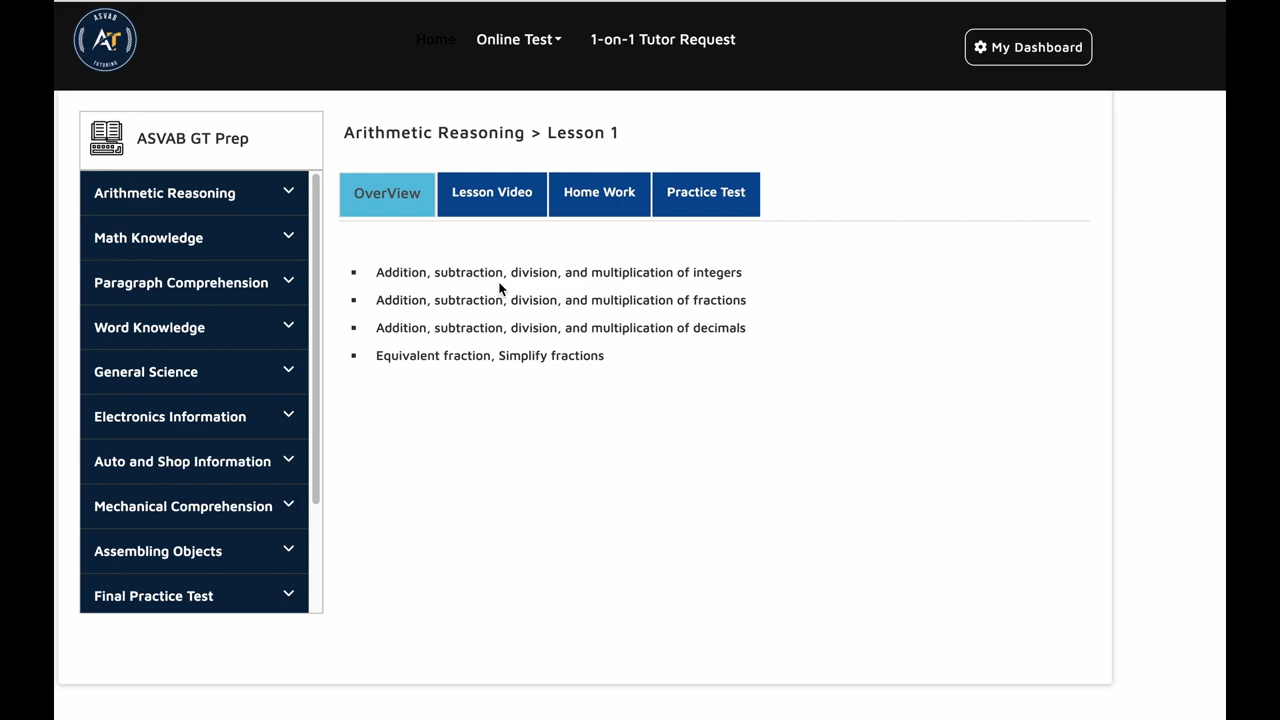 ASVAB
AT
TUTORING
Home
Online Test
1-on-1 Tutor Request
My Dashboard
ASVAB GT Prep
Arithmetic Reasoning
Math Knowledge
Paragraph Comprehension
Word Knowledge
General Science
Electronics Information
Auto and Shop Information
Mechanical Comprehension
Assembling Objects
Final Practice Test
Arithmetic Reasoning > Lesson 1
OverView
Lesson Video
Home Work
Practice Test
▪ Addition, subtraction, division, and multiplication of integers
▪ Addition, subtraction, division, and multiplication of fractions
▪ Addition, subtraction, division, and multiplication of decimals
▪ Equivalent fraction, Simplify fractions